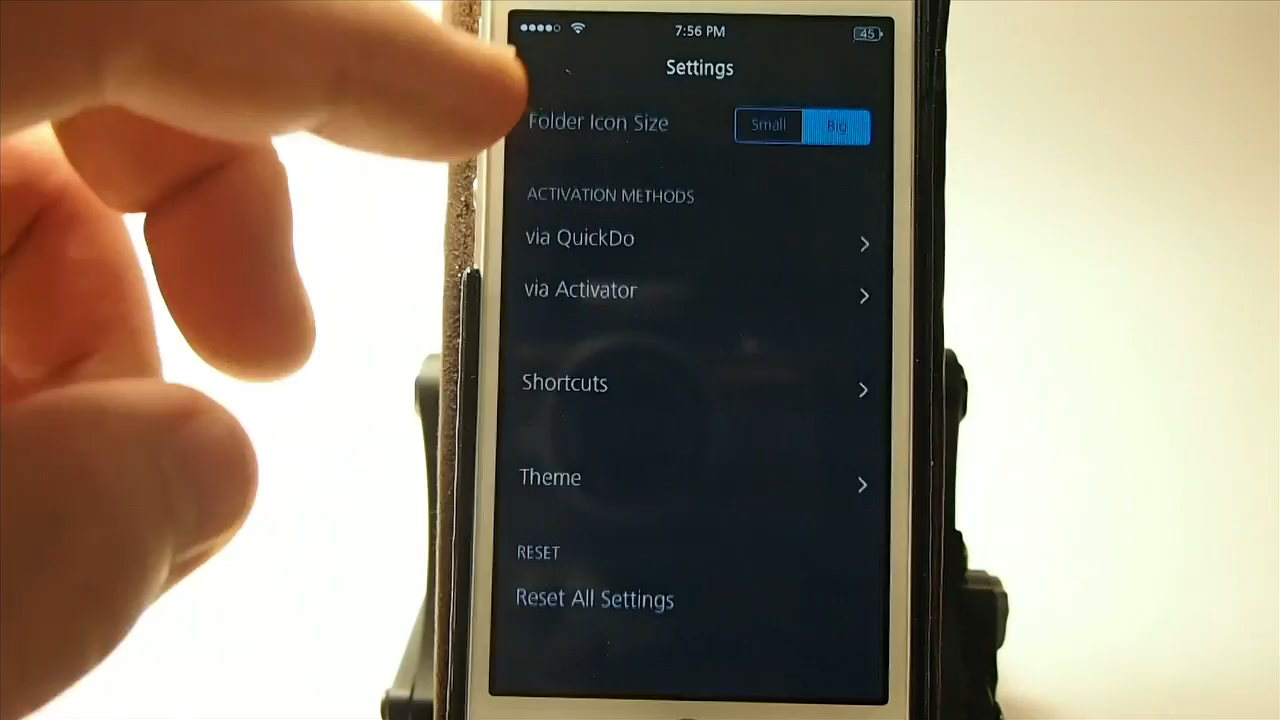 7:56 PM
45
Settings
Folder Icon Size
Small
Big
ACTIVATION METHODS
via QuickDo
via Activator
Shortcuts
Theme
RESET
Reset All Settings